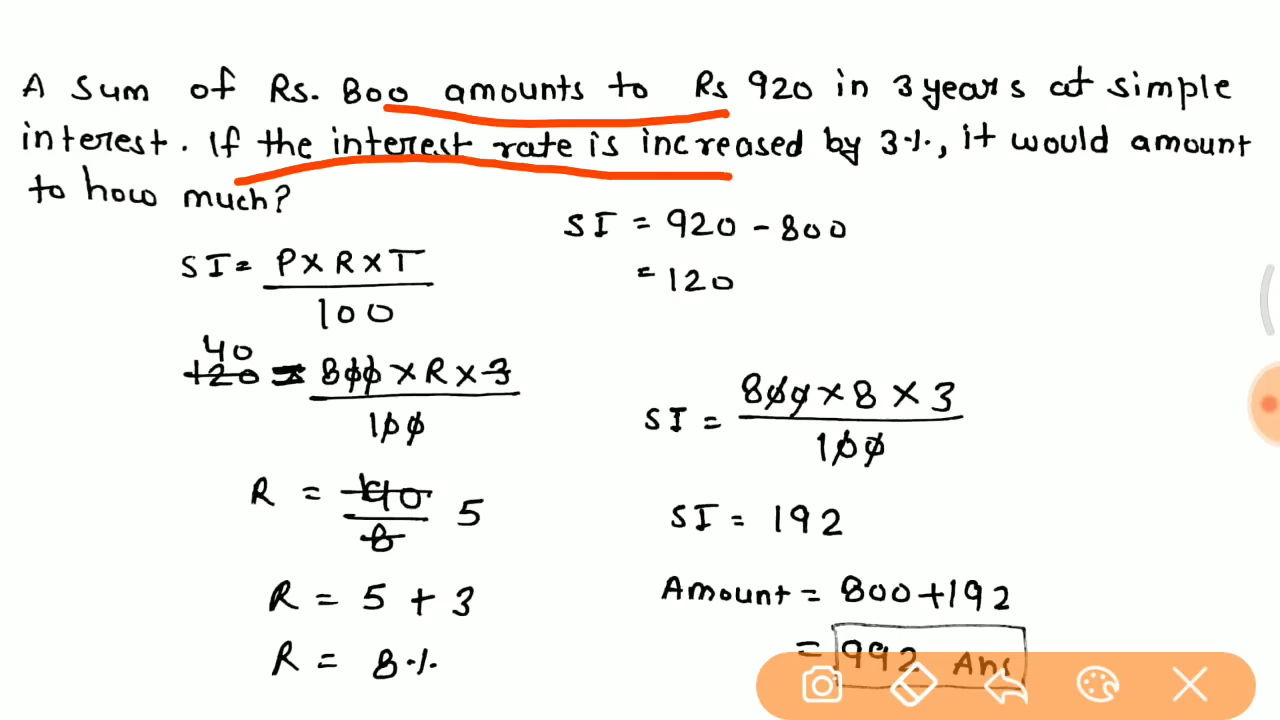 A sum of Rs. 800 amounts to Rs 920 in 3 years at simple
interest. If the interest rate is increased by 3%, it would amount
to how much?
SI = 920 - 800
= 120
SI = P x R x T
100
40
120 = 800 x R x 3
100
R = 40 5
8
R = 5 + 3
R = 8%
SI = 800 x 8 x 3
100
SI = 192
Amount = 800 + 192
= 992 Ans